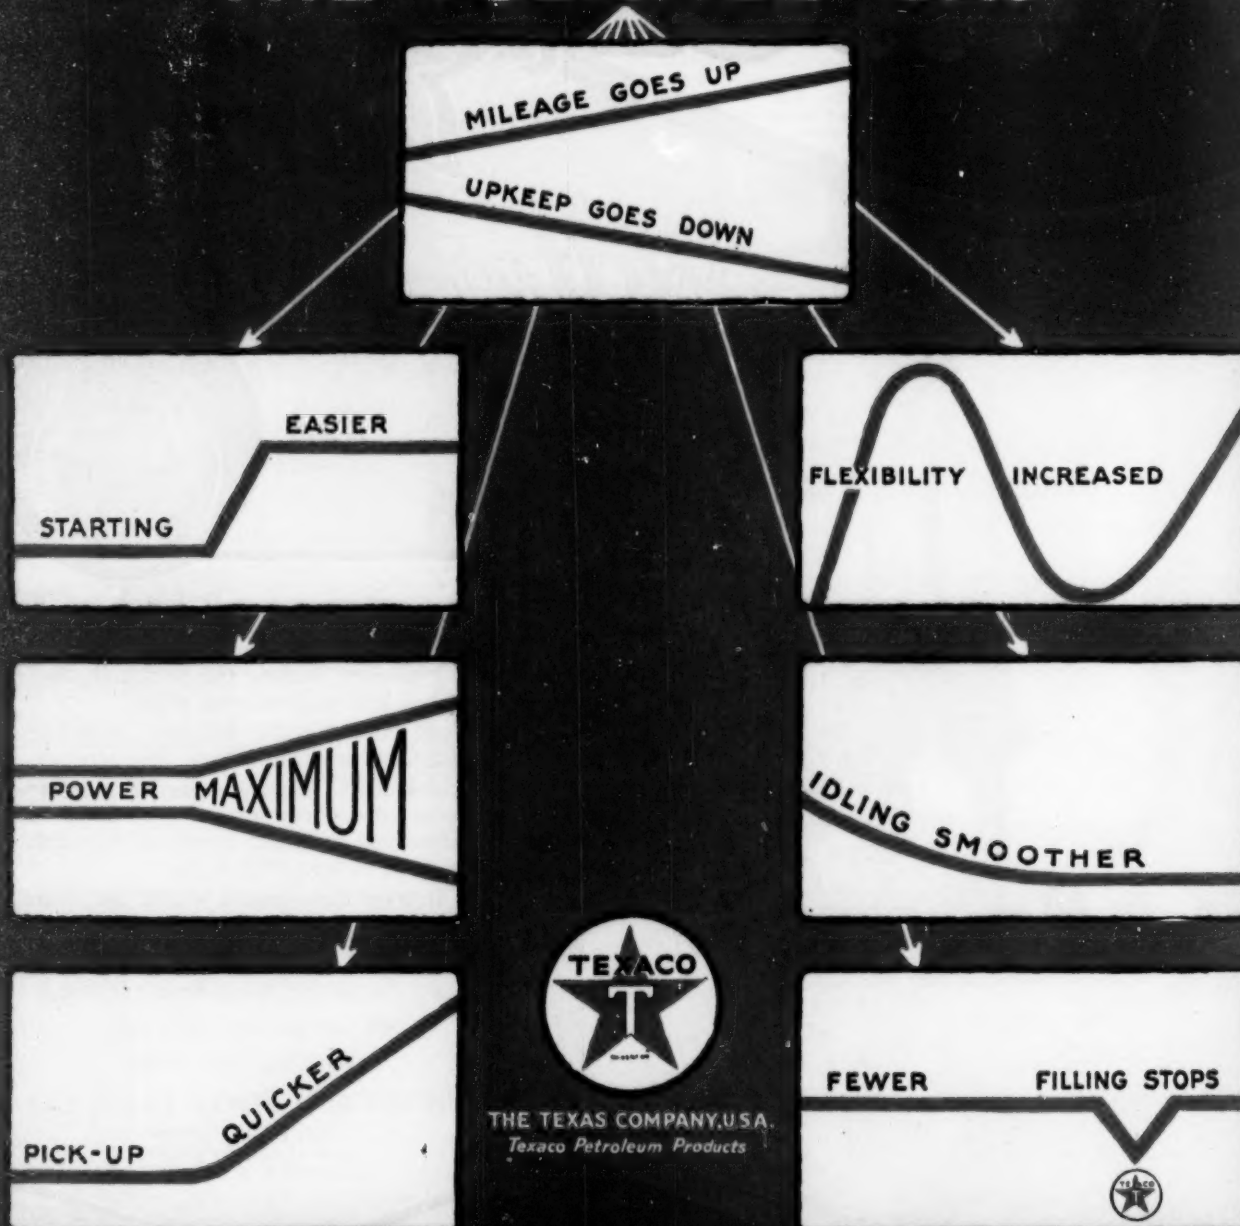 MILEAGE GOES UP
UPKEEP GOES DOWN
STARTING EASIER
FLEXIBILITY INCREASED
POWER MAXIMUM
IDLING SMOOTHER
PICK-UP QUICKER
TEXACO
T
THE TEXAS COMPANY, U.S.A.
Texaco Petroleum Products
FEWER FILLING STOPS
TEXACO
T